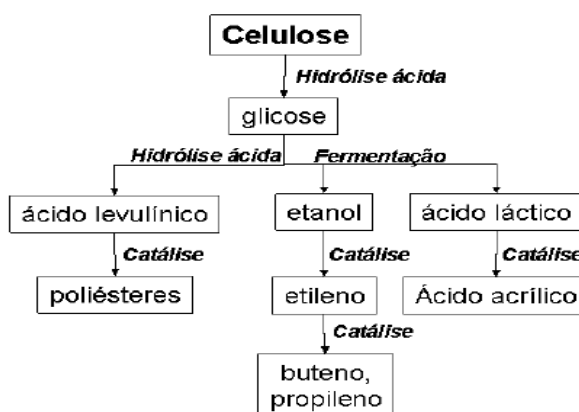 Celulose
Hidrólise ácida
glicose
Hidrólise ácida
Fermentação
ácido levulínico
etanol
ácido láctico
Catálise
Catálise
Catálise
poliésteres
etileno
Ácido acrílico
Catálise
buteno,
propileno